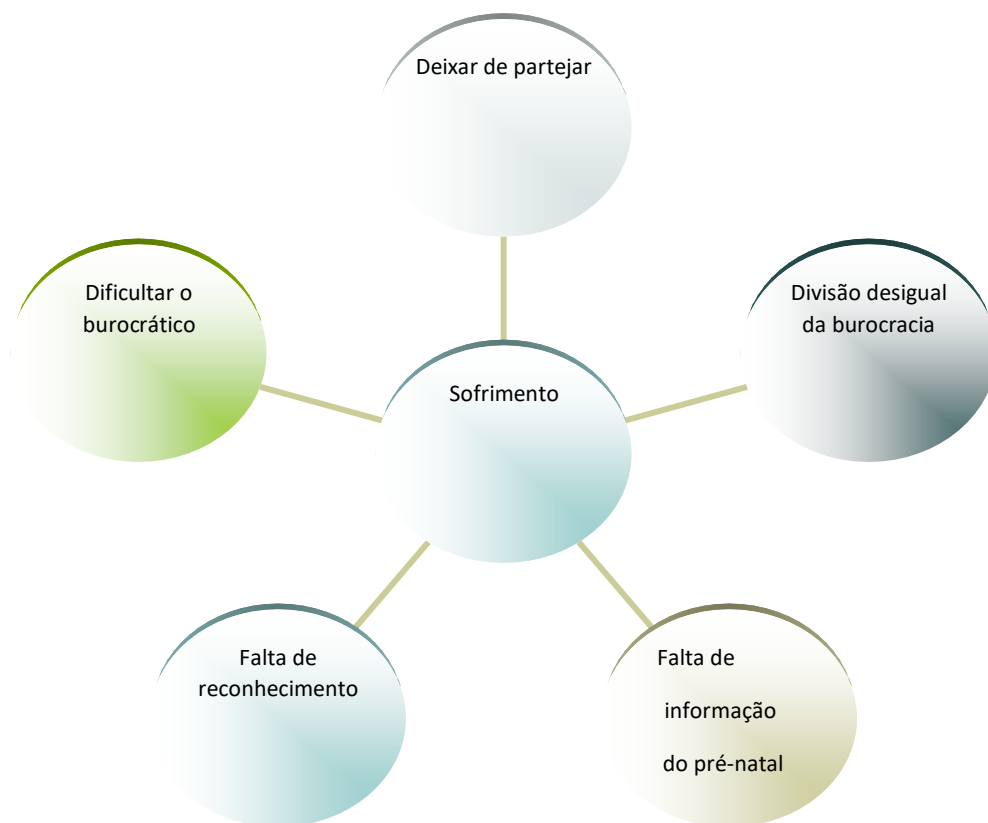 Deixar de partejar
Dificultar o
burocrático
Divisão desigual
da burocracia
Sofrimento
Falta de
reconhecimento
Falta de
informação
do pré-natal